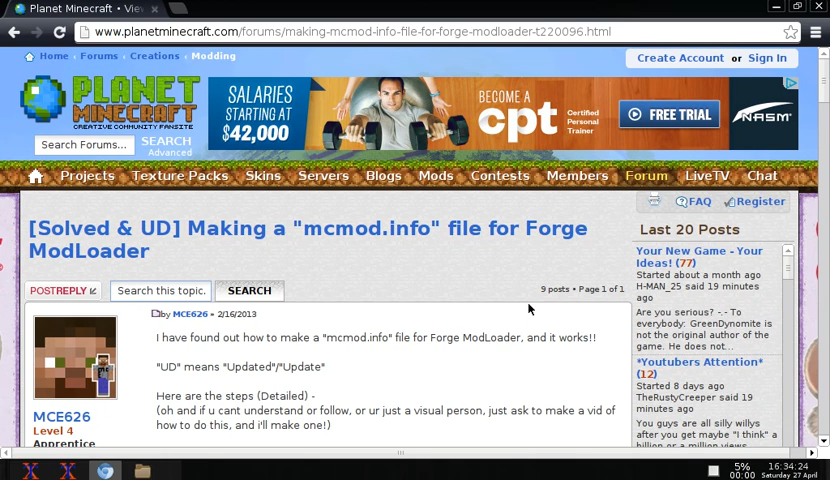 Planet Minecraft.com • Viev
www.planetminecraft.com/forums/making-mcmod-info-file-for-forge-modloader-t220096.html
Home ‹ Forums ‹ Creations ‹ Modding
Create Account or Sign In
PLANET
MINECRAFT
CREATIVE COMMUNITY FANSITE
SALARIES
STARTING AT
$42,000
BECOME A
cpt
Certified
Personal
Trainer
FREE TRIAL
NASM
Search Forums...
SEARCH
Advanced
Projects Texture Packs Skins Servers Blogs Mods Contests Members Forum LiveTV Chat
FAQ Register
[Solved & UD] Making a "mcmod.info" file for Forge
ModLoader
POSTREPLY
Search this topic.
SEARCH
9 posts • Page 1 of 1
by MCE626 » 2/16/2013
I have found out how to make a "mcmod.info" file for Forge ModLoader, and it works!!
"UD" means "Updated"/"Update"
Here are the steps (Detailed) -
(oh and if u cant understand or follow, or ur just a visual person, just ask to make a vid of
how to do this, and i'll make one!)
MCE626
Level 4
Apprentice
Last 20 Posts
Your New Game - Your
Ideas! (77)
Started about a month ago
H-MAN_25 said 19 minutes
ago
Are you serious? -.- To
everybody: GreenDynomite is
not the original author of the
game. He does not...
*Youtubers Attention*
(12)
Started 8 days ago
TheRustyCreeper said 19
minutes ago
You guys are all silly willys
after you get maybe "I think" a
billion or a million views
5%
00:00
16:34:24
Saturday 27 April